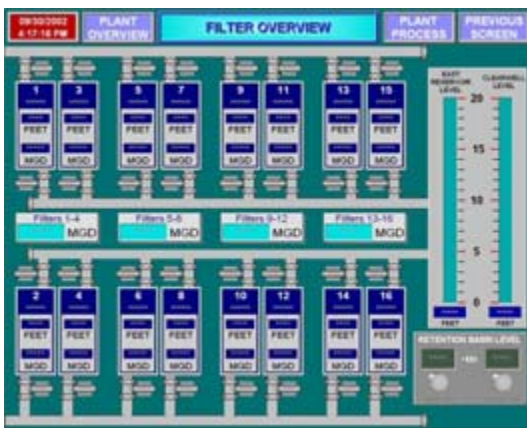 09/30/2002
4:17:16 PM
PLANT
OVERVIEW
FILTER OVERVIEW
PLANT
PROCESS
PREVIOUS
SCREEN
1 3 5 7 9 11 13 15
FEET FEET FEET FEET FEET FEET FEET FEET
MGD MGD MGD MGD MGD MGD MGD MGD
EAST
RESERVOIR
LEVEL
CLEARWELL
LEVEL
20
15
10
5
0
FEET FEET
Filters 1-4 Filters 5-8 Filters 9-12 Filters 13-16
MGD MGD MGD MGD
2 4 6 8 10 12 14 16
FEET FEET FEET FEET FEET FEET FEET FEET
MGD MGD MGD MGD MGD MGD MGD MGD
RETENTION BASIN LEVEL